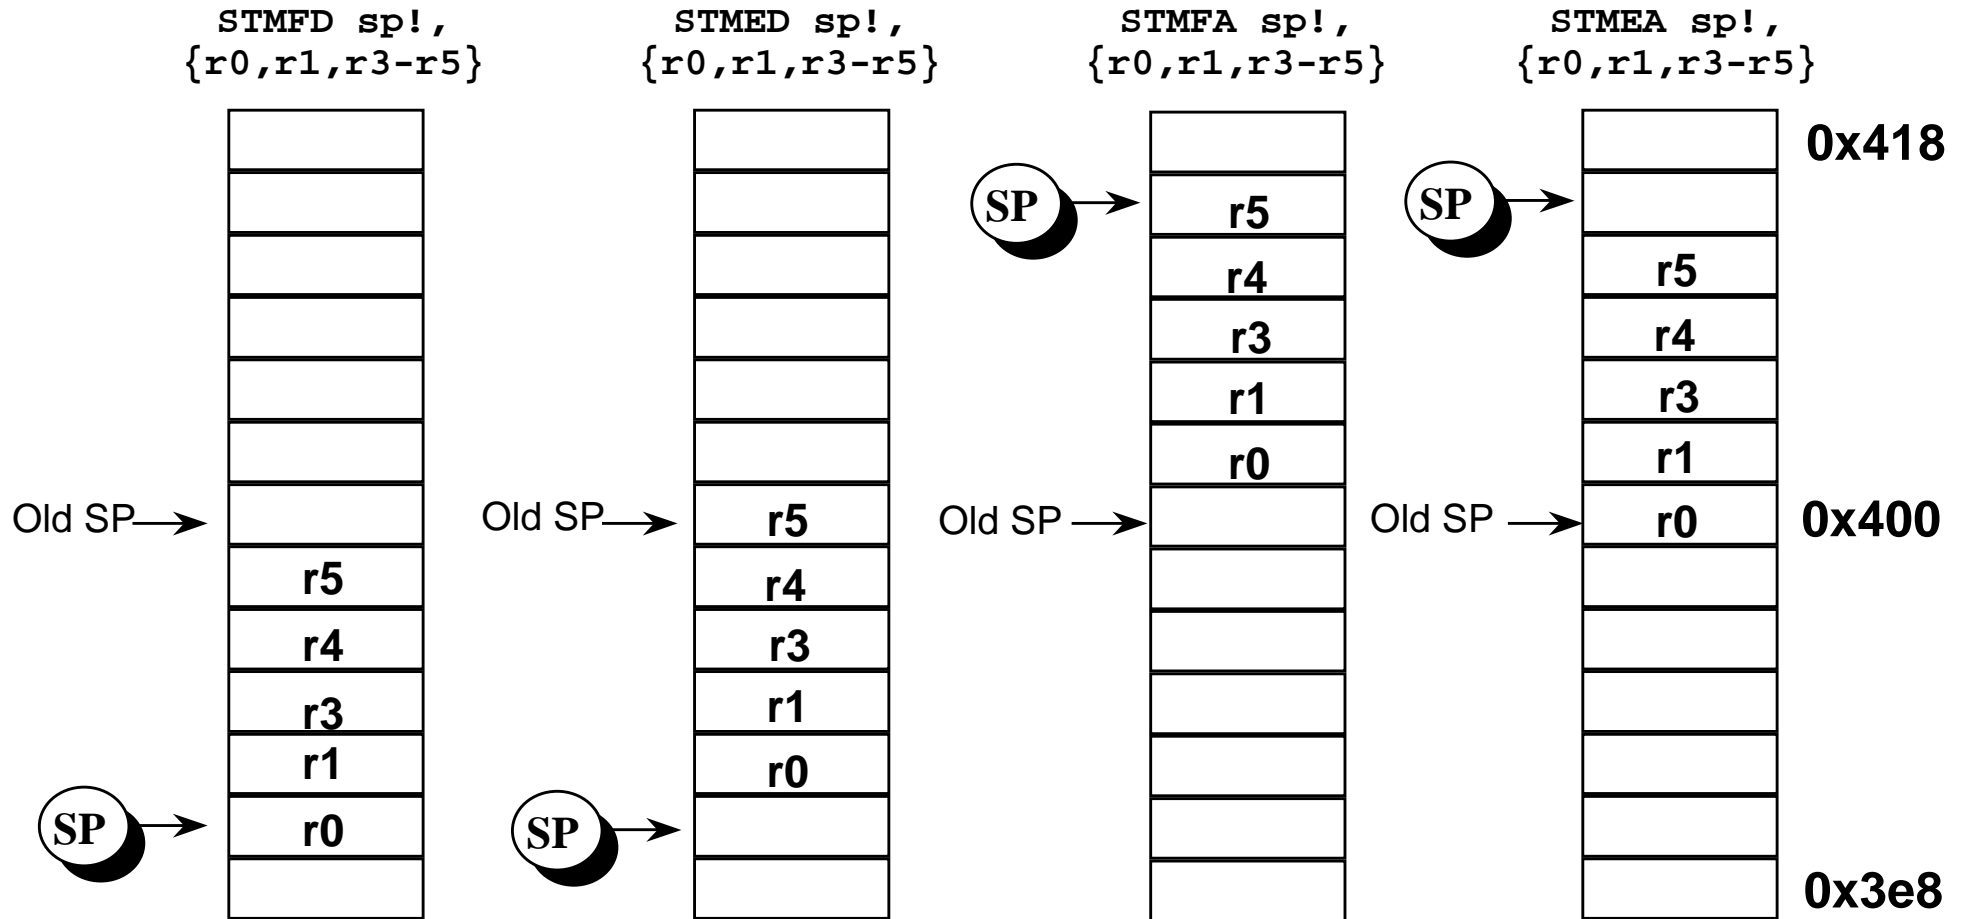 STMFD sp!,
{r0,r1,r3-r5}
STMED sp!,
{r0,r1,r3-r5}
STMFA sp!,
{r0,r1,r3-r5}
STMEA sp!,
{r0,r1,r3-r5}
Old SP
r5
r4
r3
r1
r0
SP
Old SP
r5
r4
r3
r1
r0
SP
SP
r5
r4
r3
r1
r0
Old SP
SP
r5
r4
r3
r1
r0
Old SP
0x418
0x400
0x3e8